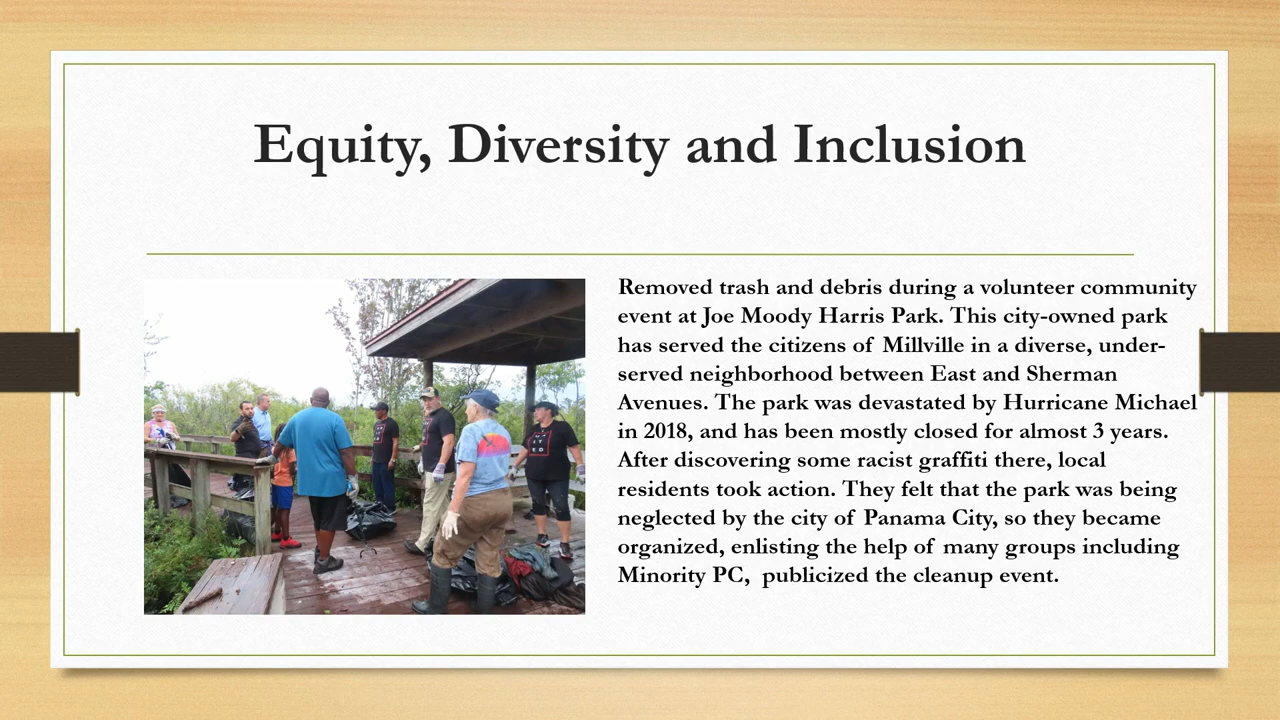 Equity, Diversity and Inclusion
Removed trash and debris during a volunteer community
event at Joe Moody Harris Park. This city-owned park
has served the citizens of Millville in a diverse, under-
served neighborhood between East and Sherman
Avenues. The park was devastated by Hurricane Michael
in 2018, and has been mostly closed for almost 3 years.
After discovering some racist graffiti there, local
residents took action. They felt that the park was being
neglected by the city of Panama City, so they became
organized, enlisting the help of many groups including
Minority PC,  publicized the cleanup event.